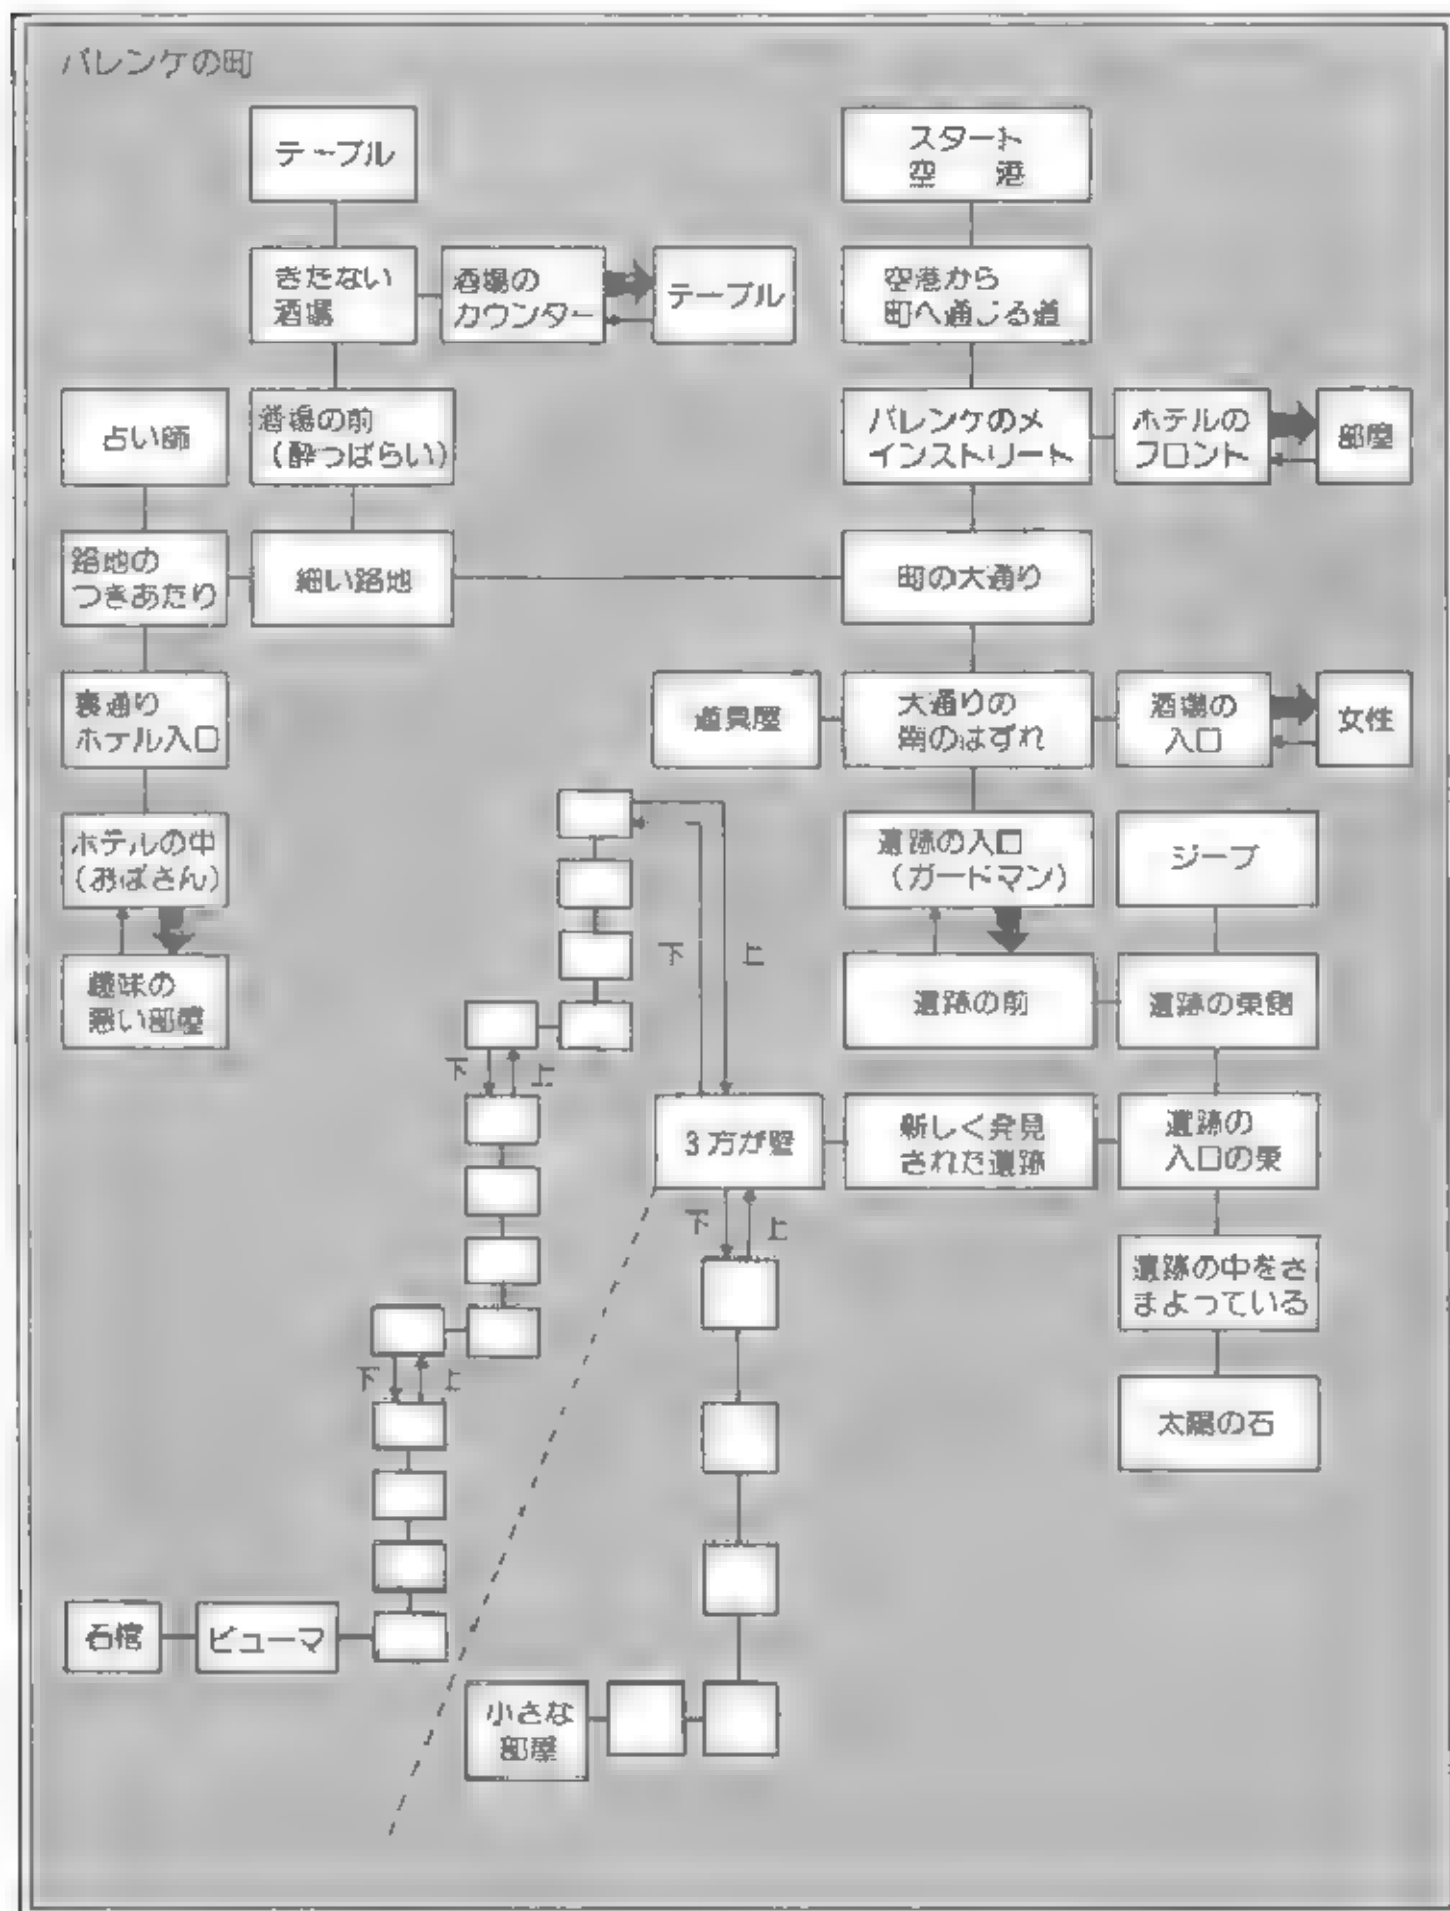 パレンケの町
テーブル
スタート
空 港
きたない
酒場
酒場の
カウンター
テーブル
空港から
町へ通じる道
占い師
酒場の前
(酔っぱらい)
パレンケのメ
インストリート
ホテルの
フロント
部屋
路地の
つきあたり
細い路地
町の大通り
裏通り
ホテル入口
道具屋
大通りの
南のはずれ
酒場の
入口
女性
ホテルの中
(おばさん)
遺跡の入口
(ガードマン)
ジープ
下
上
趣味の
悪い部屋
遺跡の前
遺跡の東側
下
上
3方が壁
新しく発見
された遺跡
遺跡の
入口の東
下
上
遺跡の中をさ
まよっている
下
上
太陽の石
石棺
ピューマ
小さな
部屋